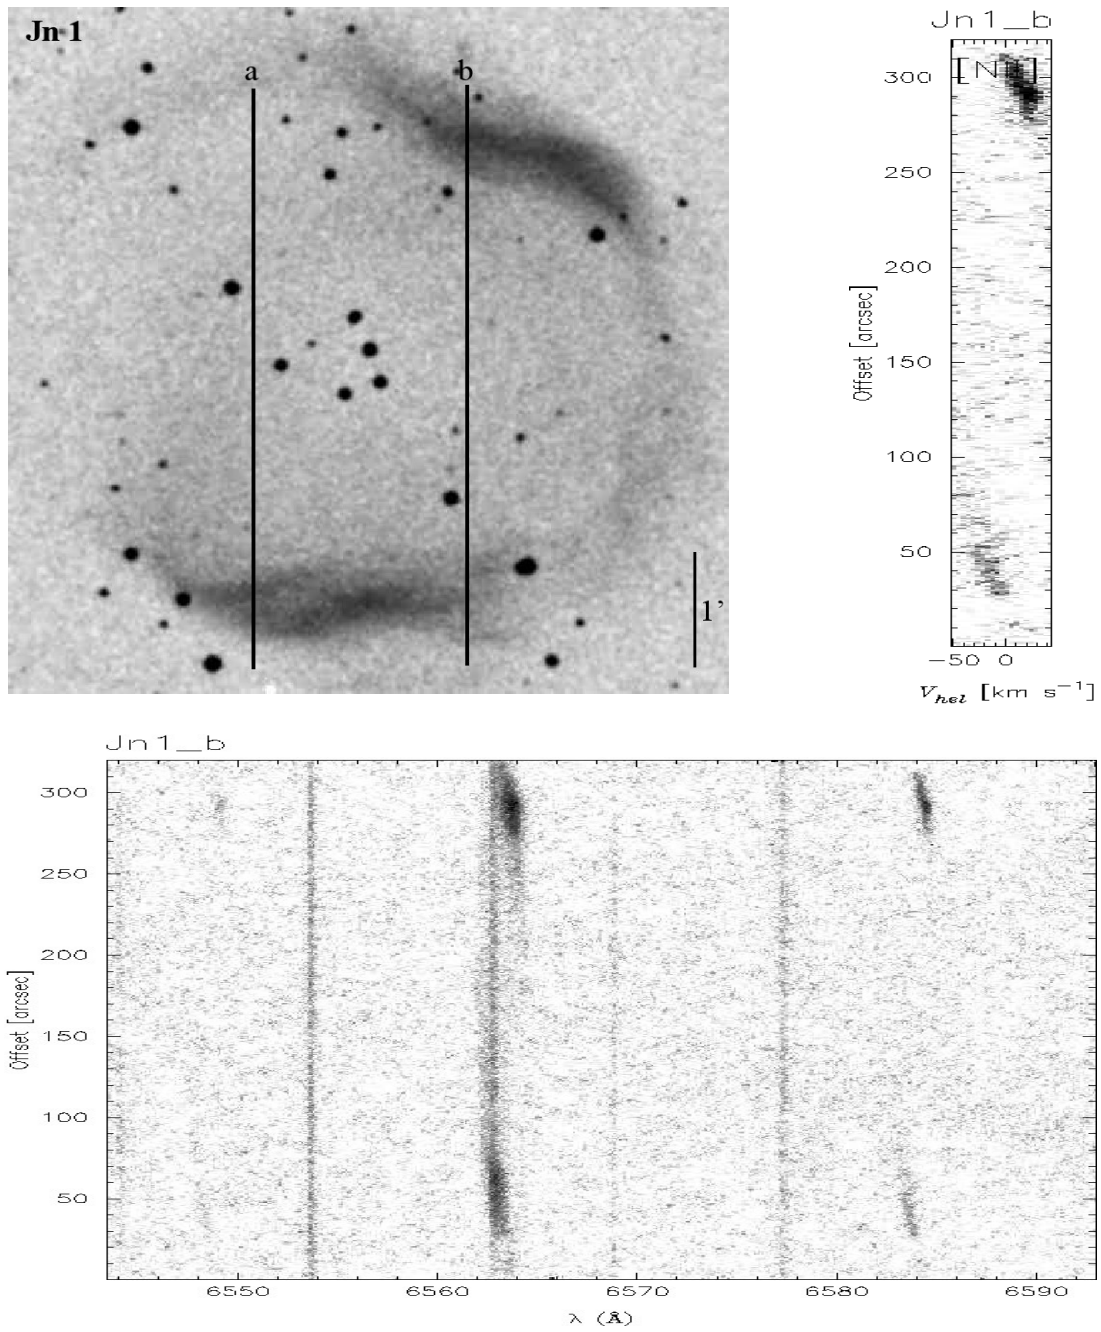 Jn 1
a
b
1’
Jn1_b
[NII]
300
250
200
150
100
50
Offset [arcsec]
−50 0
V_hel [km s⁻¹]
Jn1_b
300
250
200
150
100
50
Offset [arcsec]
6550 6560 6570 6580 6590
λ (Å)